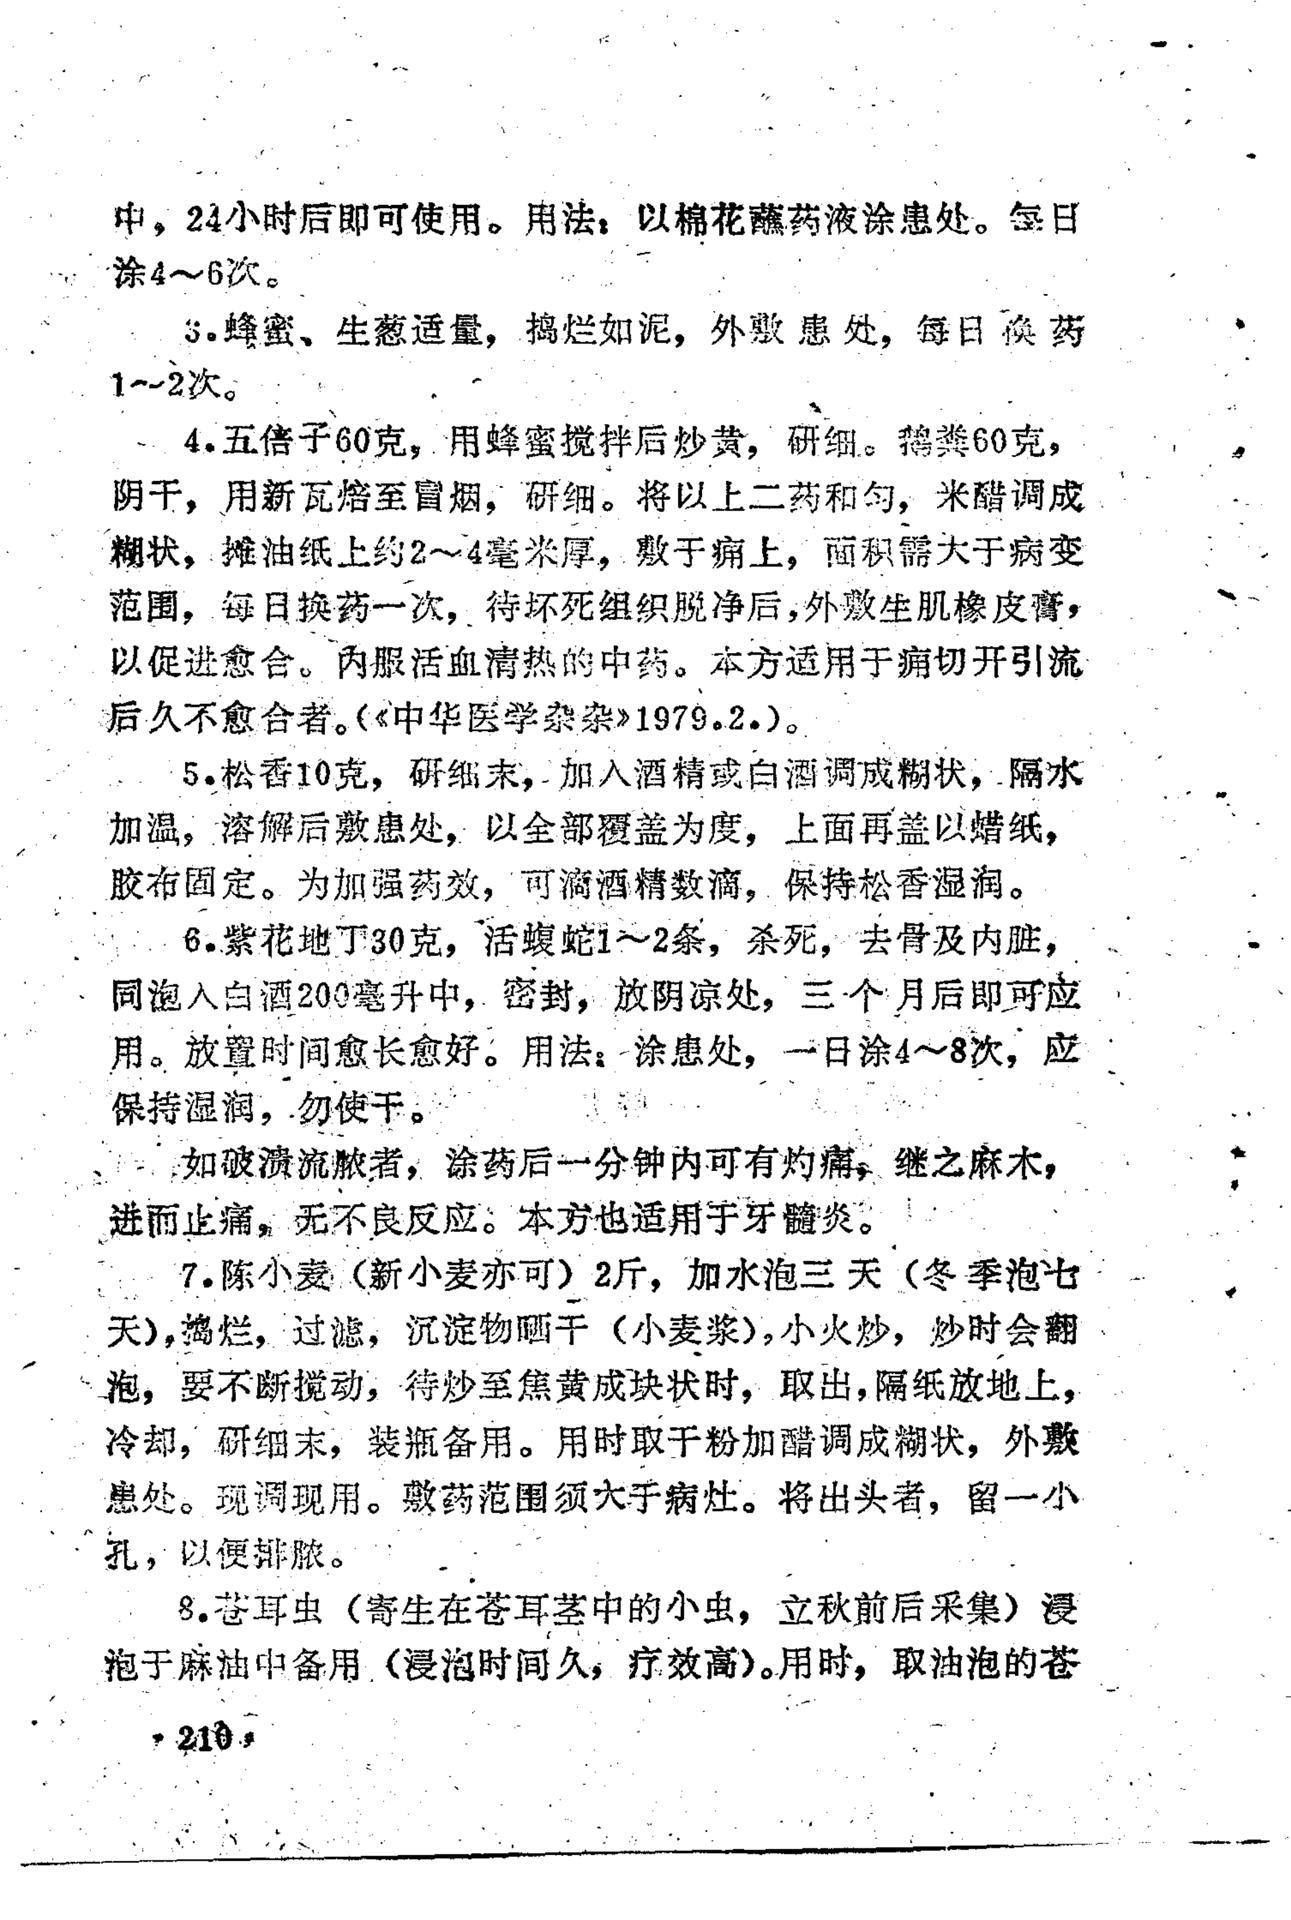 中，24小时后即可使用。用法：以棉花蘸药液涂患处。每日
涂4～6次。
3.蜂蜜、生葱适量，捣烂如泥，外敷患处，每日换药
1～2次。
4.五倍子60克，用蜂蜜搅拌后炒黄，研细。鹅粪60克，
阴干，用新瓦焙至冒烟，研细。将以上二药和匀，米醋调成
糊状，摊油纸上约2～4毫米厚，敷于痈上，面积需大于病变
范围，每日换药一次，待坏死组织脱净后，外敷生肌橡皮膏，
以促进愈合。内服活血清热的中药。本方适用于痈切开引流
后久不愈合者。(《中华医学杂杂》1979.2.)。
5.松香10克，研细末，加入酒精或白酒调成糊状，隔水
加温，溶解后敷患处，以全部覆盖为度，上面再盖以蜡纸，
胶布固定。为加强药效，可滴酒精数滴，保持松香湿润。
6.紫花地丁30克，活蝮蛇1～2条，杀死，去骨及内脏，
同泡入白酒200毫升中，密封，放阴凉处，三个月后即可应
用。放置时间愈长愈好。用法：涂患处，一日涂4～8次，应
保持湿润，勿使干。
如破溃流脓者，涂药后一分钟内可有灼痛，继之麻木，
进而止痛，无不良反应。本方也适用于牙髓炎。
7.陈小麦（新小麦亦可）2斤，加水泡三天（冬季泡七
天），捣烂，过滤，沉淀物晒干（小麦浆），小火炒，炒时会翻
泡，要不断搅动，待炒至焦黄成块状时，取出，隔纸放地上，
冷却，研细末，装瓶备用。用时取干粉加醋调成糊状，外敷
患处。现调现用。敷药范围须大于病灶。将出头者，留一小
孔，以便排脓。
8.苍耳虫（寄生在苍耳茎中的小虫，立秋前后采集）浸
泡于麻油中备用（浸泡时间久，疗效高）。用时，取油泡的苍
·210·